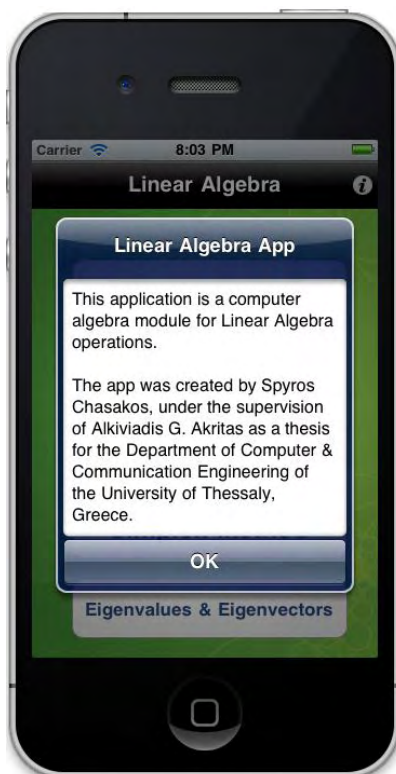 Carrier 8:03 PM
Linear Algebra
Linear Algebra App
This application is a computer
algebra module for Linear Algebra
operations.
The app was created by Spyros
Chasakos, under the supervision
of Alkiviadis G. Akritas as a thesis
for the Department of Computer &
Communication Engineering of
the University of Thessaly,
Greece.
OK
Eigenvalues & Eigenvectors